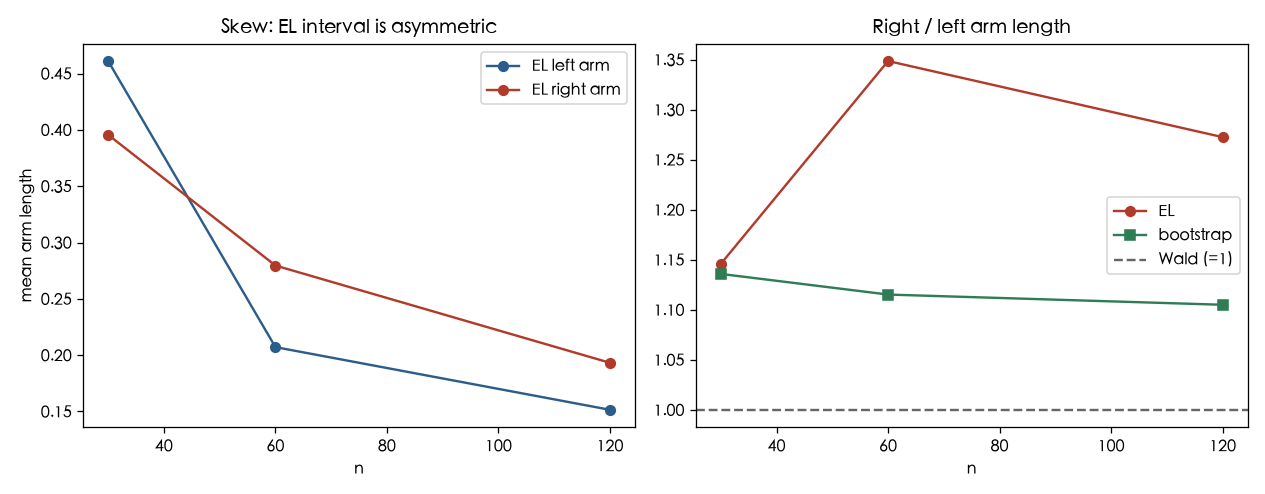 Skew: EL interval is asymmetric
mean arm length
0.45
0.40
0.35
0.30
0.25
0.20
0.15
40
60
80
100
120
n
EL left arm
EL right arm
Right / left arm length
1.35
1.30
1.25
1.20
1.15
1.10
1.05
1.00
40
60
80
100
120
n
EL
bootstrap
Wald (=1)